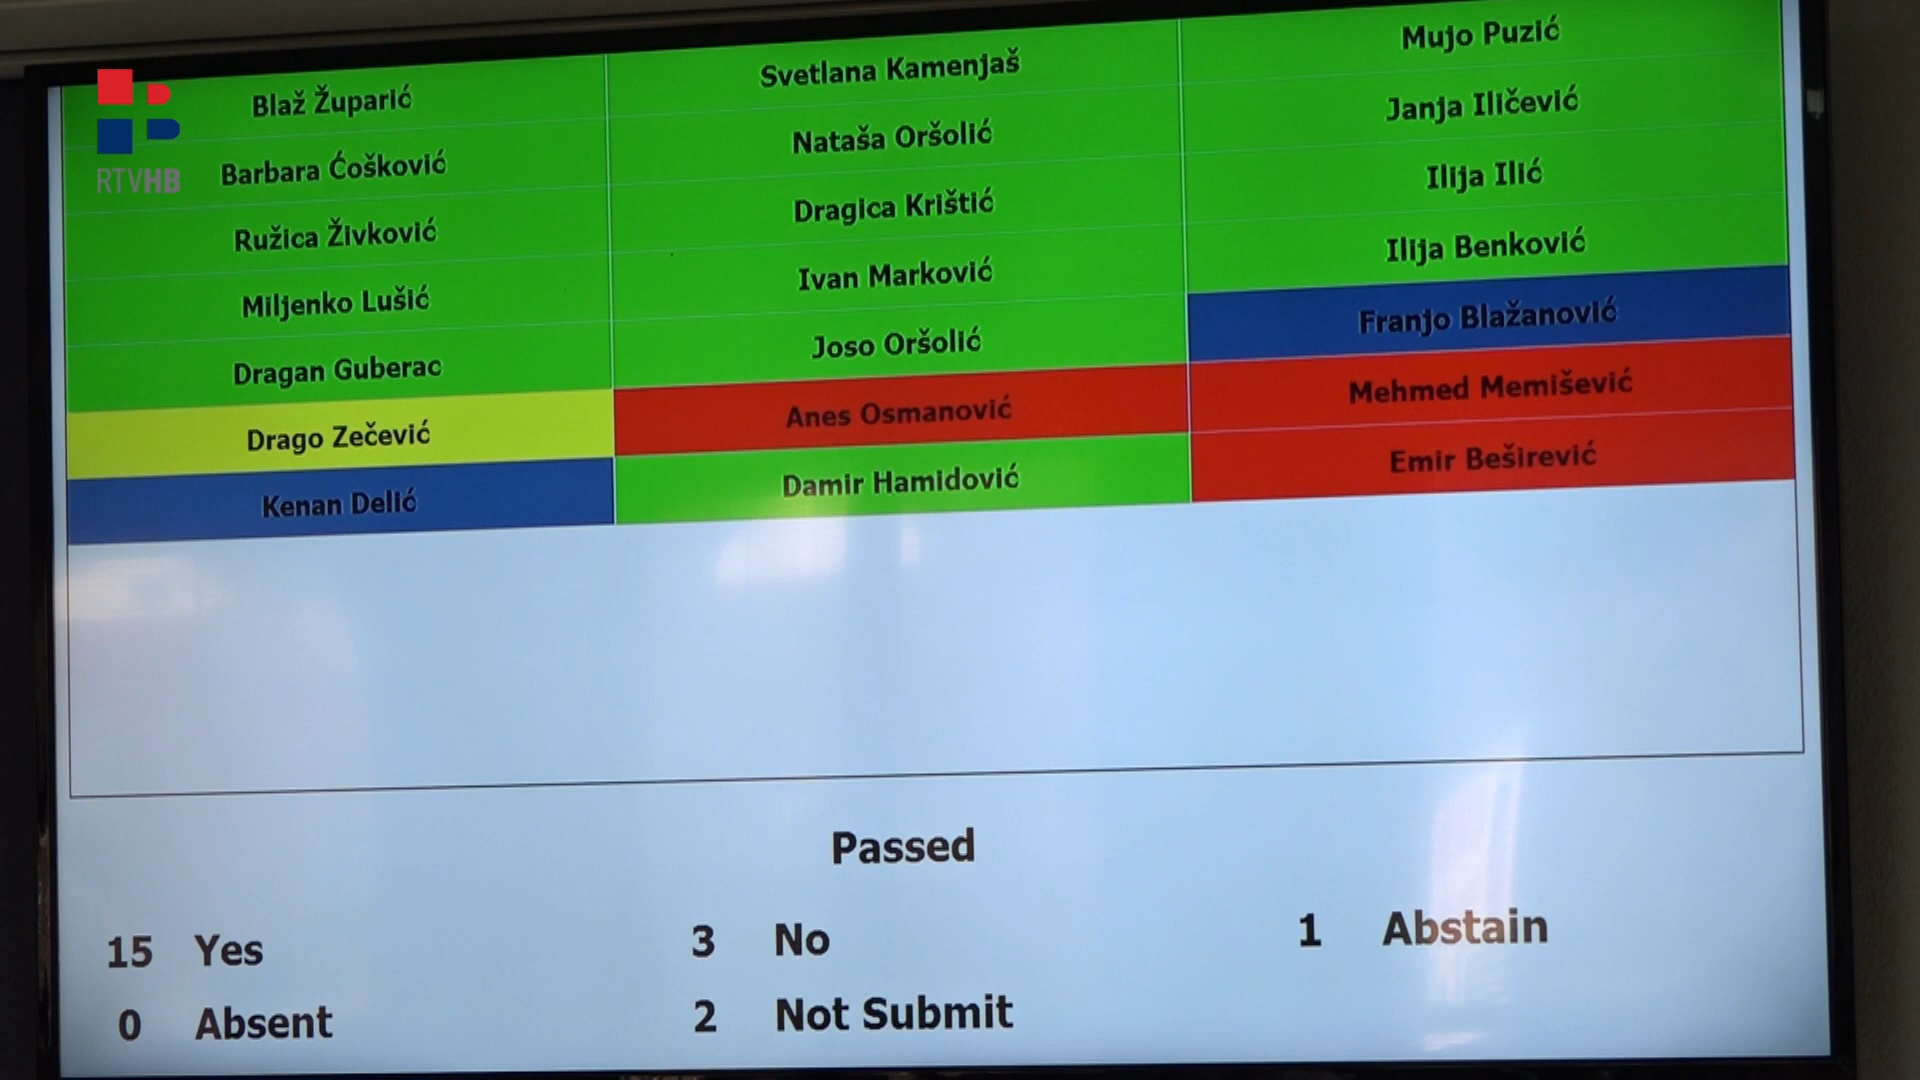 RTVHB
Blaž Župarić
Svetlana Kamenjaš
Mujo Puzić
Barbara Ćošković
Nataša Oršolić
Janja Iličević
Ružica Živković
Dragica Krištić
Ilija Ilić
Miljenko Lušić
Ivan Marković
Ilija Benković
Dragan Guberac
Joso Oršolić
Franjo Blažanović
Drago Zečević
Anes Osmanović
Mehmed Memišević
Kenan Delić
Damir Hamidović
Emir Beširević
Passed
15 Yes
3 No
1 Abstain
0 Absent
2 Not Submit